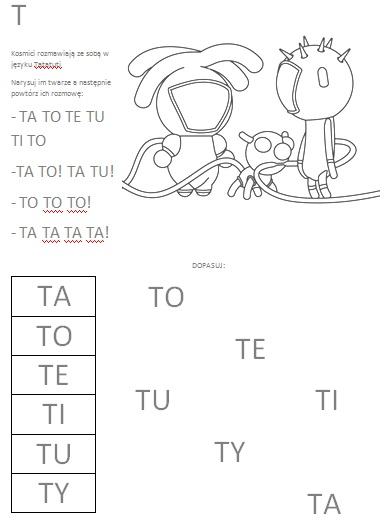 T
Kosmici rozmawiają ze sobą w
języku Zatatuti.
Narysuj im twarze a następnie
powtórz ich rozmowę:
- TA TO TE TU
TI TO
-TA TO! TA TU!
- TO TO TO!
- TA TA TA TA!
DOPASUJ:
TA
TO
TE
TI
TU
TY
TO
TE
TU
TI
TY
TA